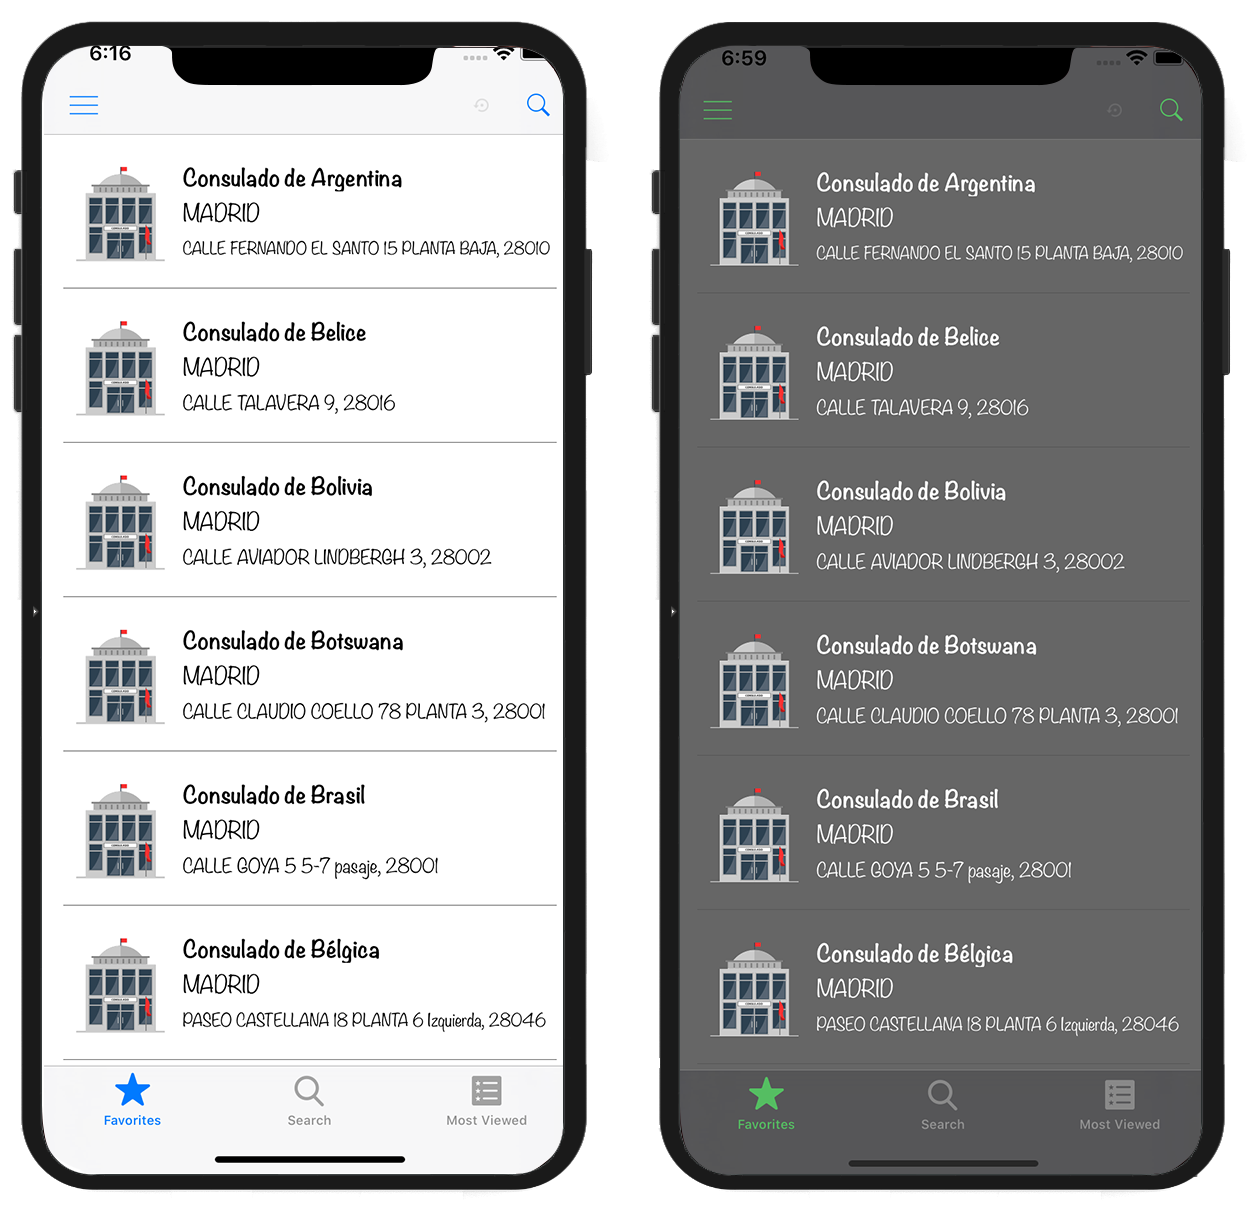 6:16
Consulado de Argentina
MADRID
CALLE FERNANDO EL SANTO 15 PLANTA BAJA, 28010
Consulado de Belice
MADRID
CALLE TALAVERA 9, 28016
Consulado de Bolivia
MADRID
CALLE AVIADOR LINDBERGH 3, 28002
Consulado de Botswana
MADRID
CALLE CLAUDIO COELLO 78 PLANTA 3, 28001
Consulado de Brasil
MADRID
CALLE GOYA 5 5-7 pasaje, 28001
Consulado de Bélgica
MADRID
PASEO CASTELLANA 18 PLANTA 6 Izquierda, 28046
Favorites
Search
Most Viewed
6:59
Consulado de Argentina
MADRID
CALLE FERNANDO EL SANTO 15 PLANTA BAJA, 28010
Consulado de Belice
MADRID
CALLE TALAVERA 9, 28016
Consulado de Bolivia
MADRID
CALLE AVIADOR LINDBERGH 3, 28002
Consulado de Botswana
MADRID
CALLE CLAUDIO COELLO 78 PLANTA 3, 28001
Consulado de Brasil
MADRID
CALLE GOYA 5 5-7 pasaje, 28001
Consulado de Bélgica
MADRID
PASEO CASTELLANA 18 PLANTA 6 Izquierda, 28046
Favorites
Search
Most Viewed